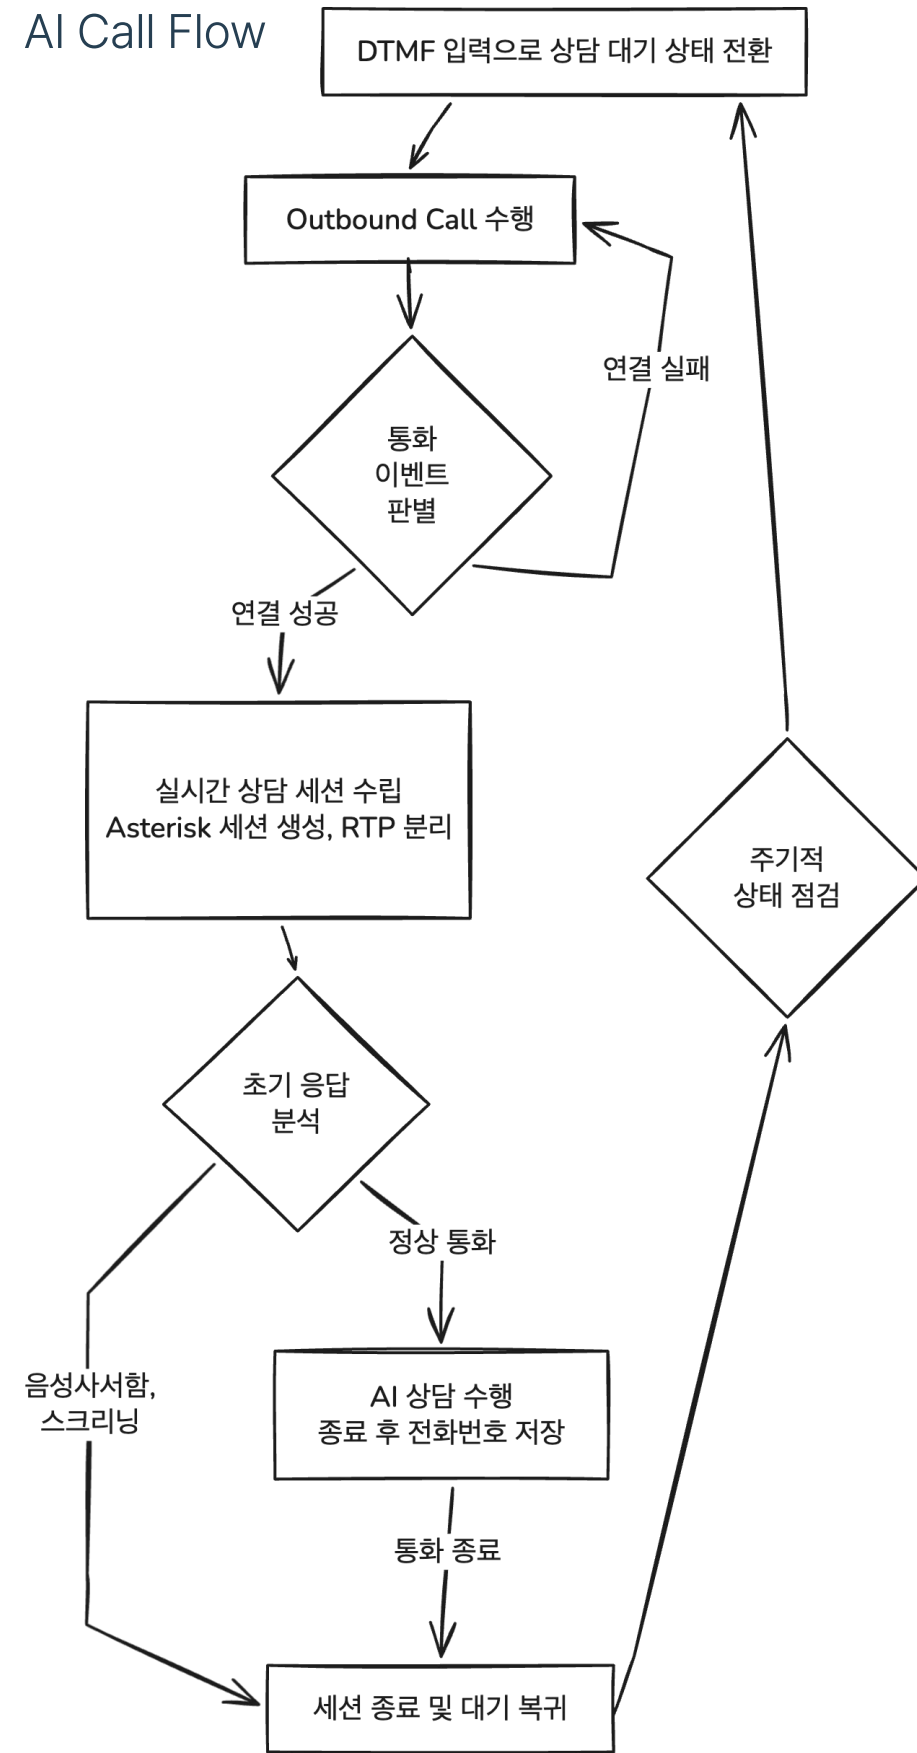 AI Call Flow
DTMF 입력으로 상담 대기 상태 전환
Outbound Call 수행
연결 실패
통화
이벤트
판별
연결 성공
실시간 상담 세션 수립
Asterisk 세션 생성, RTP 분리
주기적
상태 점검
초기 응답
분석
정상 통화
음성사서함,
스크리닝
AI 상담 수행
종료 후 전화번호 저장
통화 종료
세션 종료 및 대기 복귀